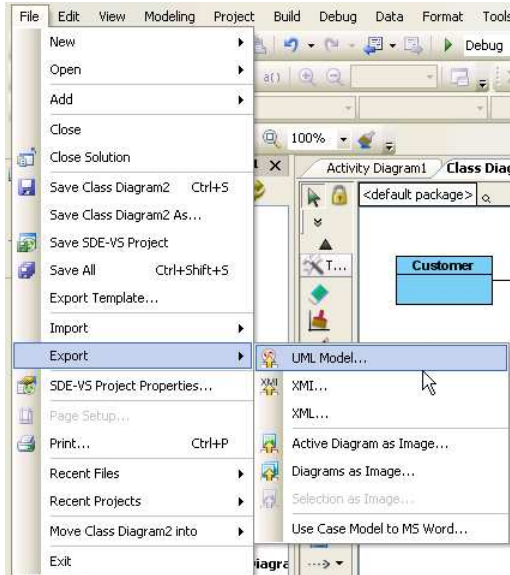 File Edit View Modeling Project Build Debug Data Format Tools
New
Debug
Open
Add
Close
100%
Close Solution
Activity Diagram1 Class Diag
Save Class Diagram2 Ctrl+S
<default package>
Save Class Diagram2 As...
Save SDE-VS Project
T...
Customer
Save All Ctrl+Shift+S
Export Template...
Import
Export
UML Model...
SDE-VS Project Properties...
XMI XMI...
Page Setup...
XML...
Print... Ctrl+P
Active Diagram as Image...
Recent Files
Diagrams as Image...
Recent Projects
Selection as Image...
Move Class Diagram2 into
Use Case Model to MS Word...
Exit
iagra